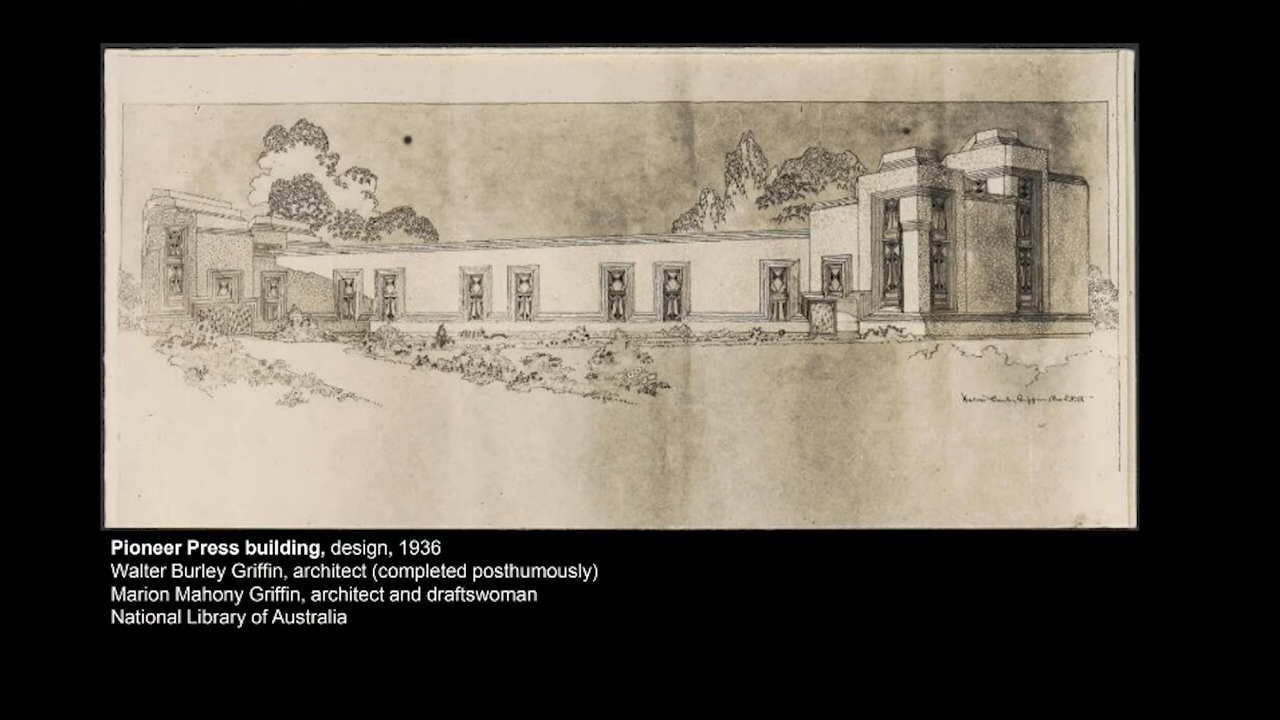 Pioneer Press building, design, 1936
Walter Burley Griffin, architect (completed posthumously)
Marion Mahony Griffin, architect and draftswoman
National Library of Australia